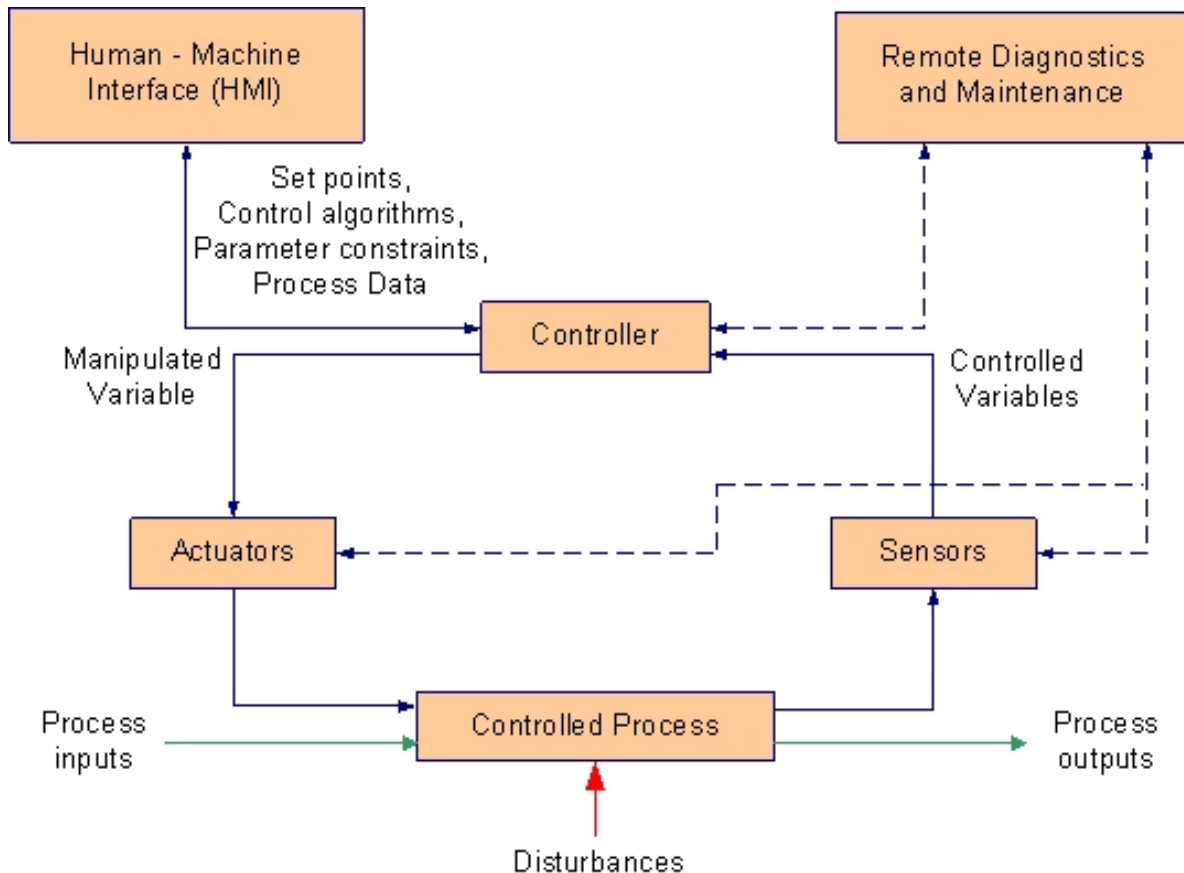 Human - Machine
Interface (HMI)
Remote Diagnostics
and Maintenance
Set points,
Control algorithms,
Parameter constraints,
Process Data
Controller
Manipulated
Variable
Controlled
Variables
Actuators
Sensors
Process
inputs
Controlled Process
Process
outputs
Disturbances